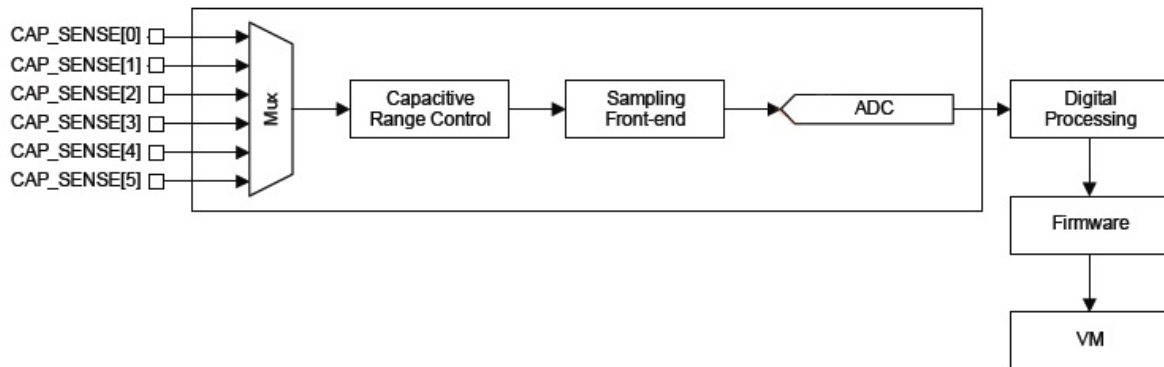 CAP_SENSE[0]
CAP_SENSE[1]
CAP_SENSE[2]
CAP_SENSE[3]
CAP_SENSE[4]
CAP_SENSE[5]
Mux
Capacitive
Range Control
Sampling
Front-end
ADC
Digital
Processing
Firmware
VM